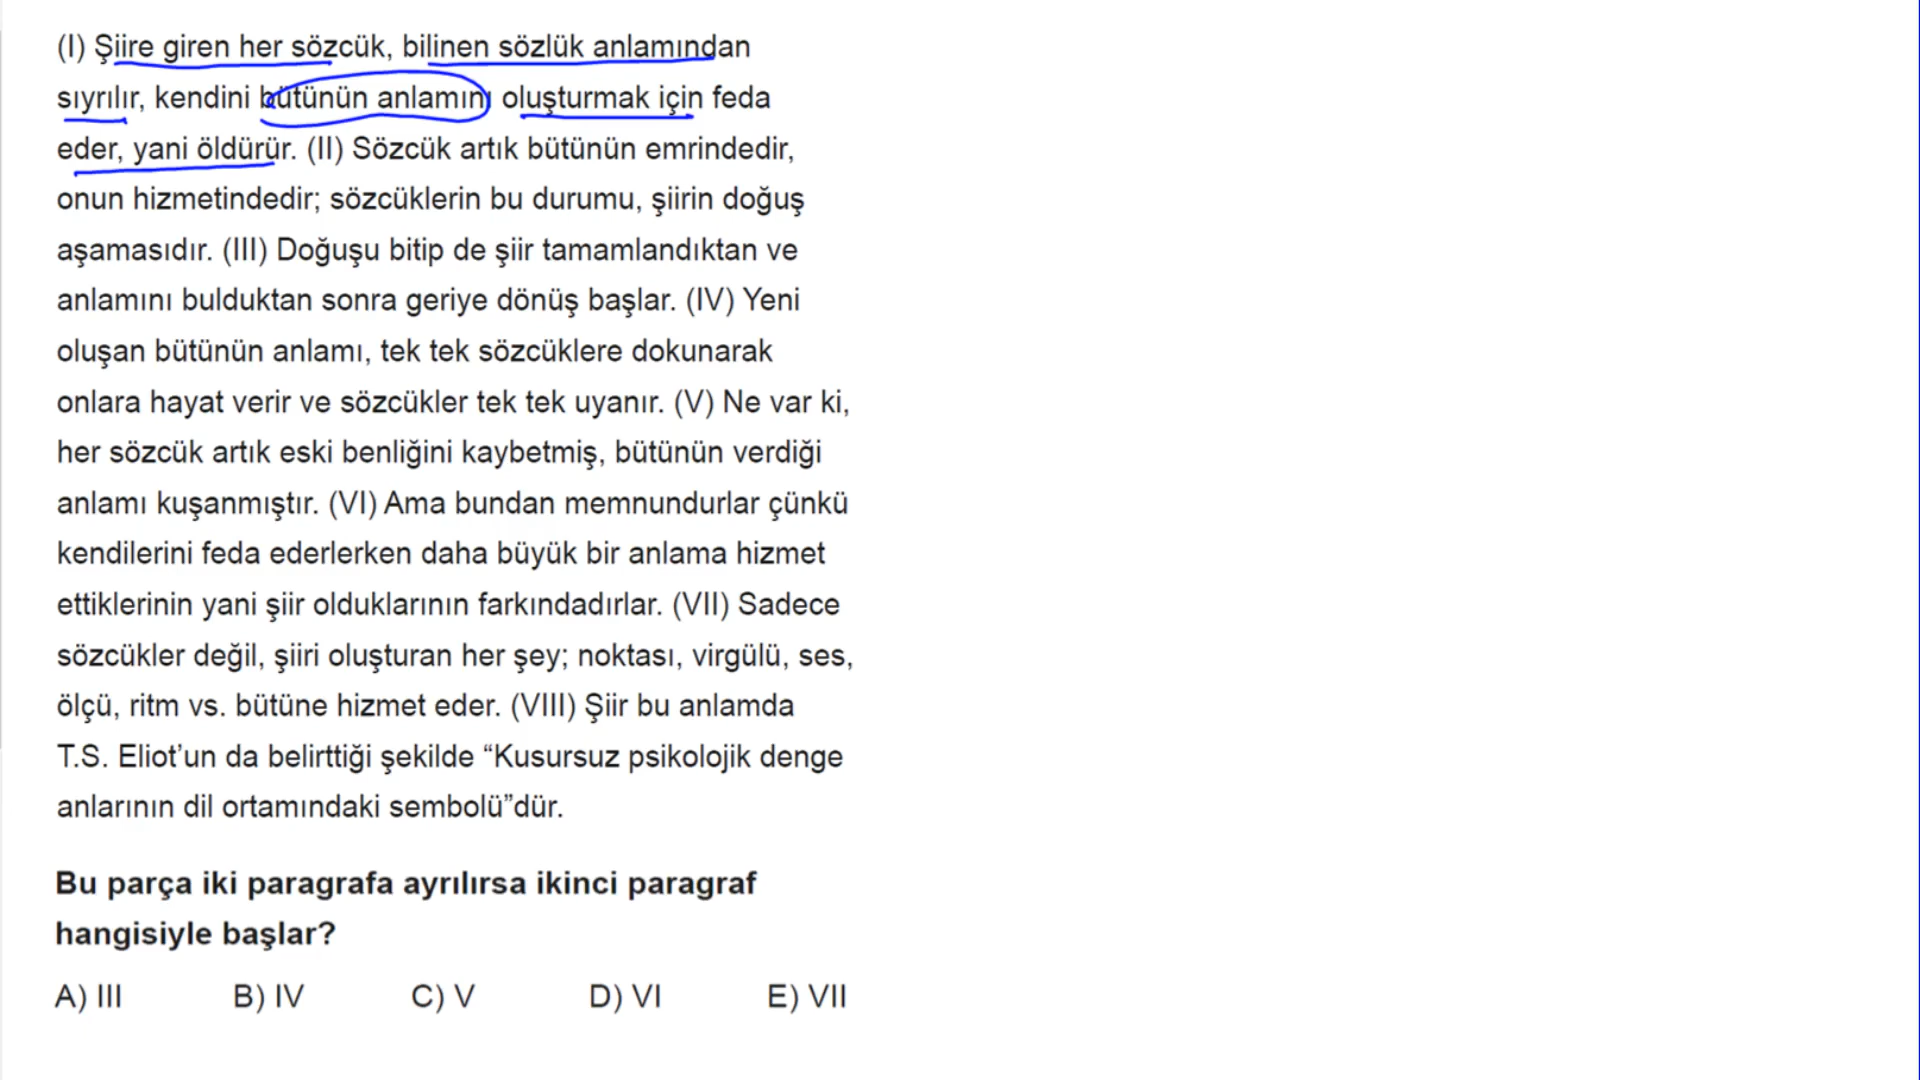 (I) Şiire giren her sözcük, bilinen sözlük anlamından
sıyrılır, kendini bütünün anlamını oluşturmak için feda
eder, yani öldürür. (II) Sözcük artık bütünün emrindedir,
onun hizmetindedir; sözcüklerin bu durumu, şiirin doğuş
aşamasıdır. (III) Doğuşu bitip de şiir tamamlandıktan ve
anlamını bulduktan sonra geriye dönüş başlar. (IV) Yeni
oluşan bütünün anlamı, tek tek sözcüklere dokunarak
onlara hayat verir ve sözcükler tek tek uyanır. (V) Ne var ki,
her sözcük artık eski benliğini kaybetmiş, bütünün verdiği
anlamı kuşanmıştır. (VI) Ama bundan memnundurlar çünkü
kendilerini feda ederlerken daha büyük bir anlama hizmet
ettiklerinin yani şiir olduklarının farkındadırlar. (VII) Sadece
sözcükler değil, şiiri oluşturan her şey; noktası, virgülü, ses,
ölçü, ritm vs. bütüne hizmet eder. (VIII) Şiir bu anlamda
T.S. Eliot’un da belirttiği şekilde “Kusursuz psikolojik denge
anlarının dil ortamındaki sembolü”dür.
Bu parça iki paragrafa ayrılırsa ikinci paragraf
hangisiyle başlar?
A) III B) IV C) V D) VI E) VII